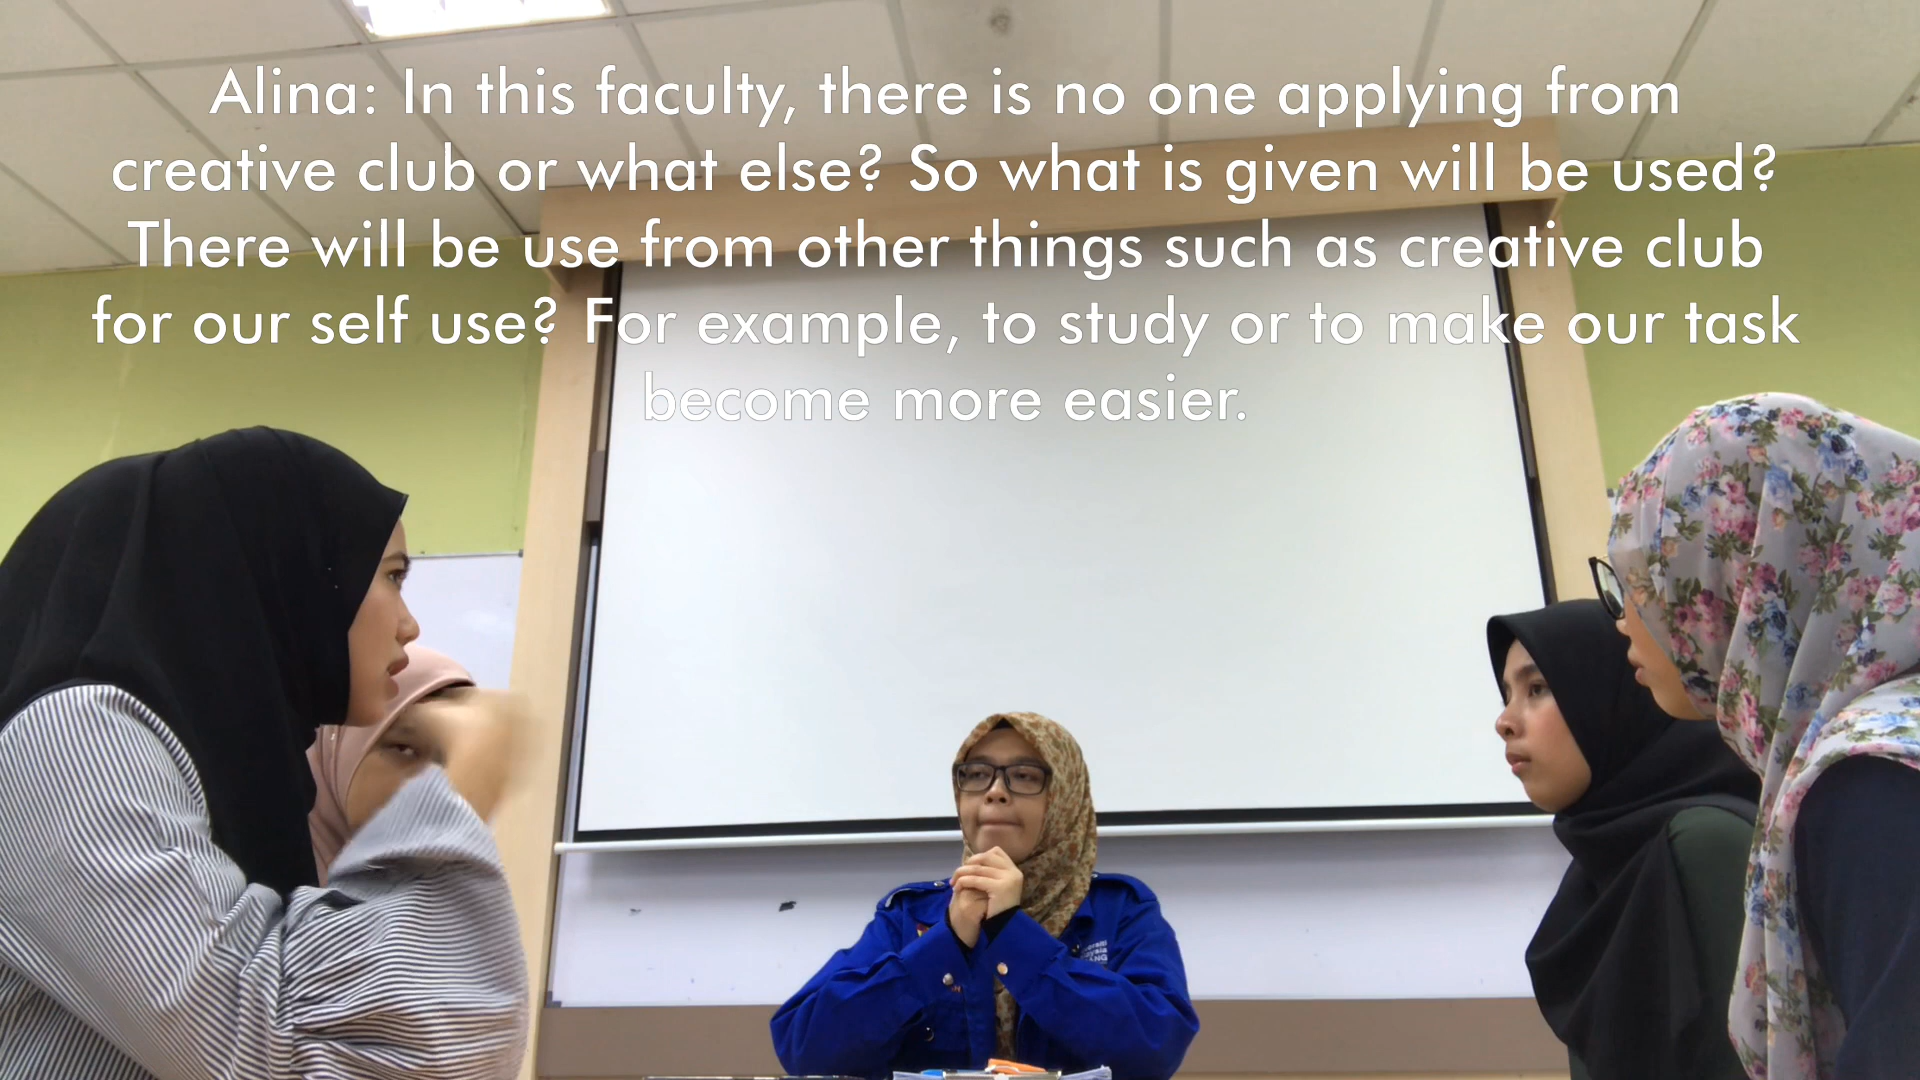 Alina: In this faculty, there is no one applying from
creative club or what else? So what is given will be used?
There will be use from other things such as creative club
for our self use? For example, to study or to make our task
become more easier.